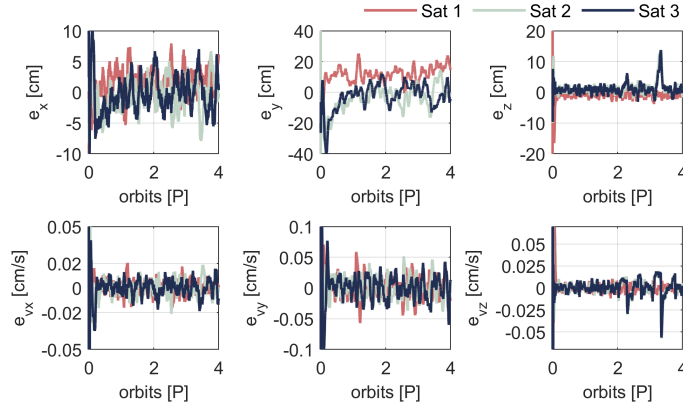 Sat 1 Sat 2 Sat 3
e_x [cm]
10
5
0
-5
-10
0 2 4
orbits [P]
e_y [cm]
40
20
0
-20
-40
0 2 4
orbits [P]
e_z [cm]
20
10
0
-10
-20
0 2 4
orbits [P]
e_vx [cm/s]
0.05
0.02
0
-0.02
-0.05
0 2 4
orbits [P]
e_vy [cm/s]
0.1
0.05
0
-0.05
-0.1
0 2 4
orbits [P]
e_vz [cm/s]
0.05
0.025
0
-0.025
-0.05
0 2 4
orbits [P]